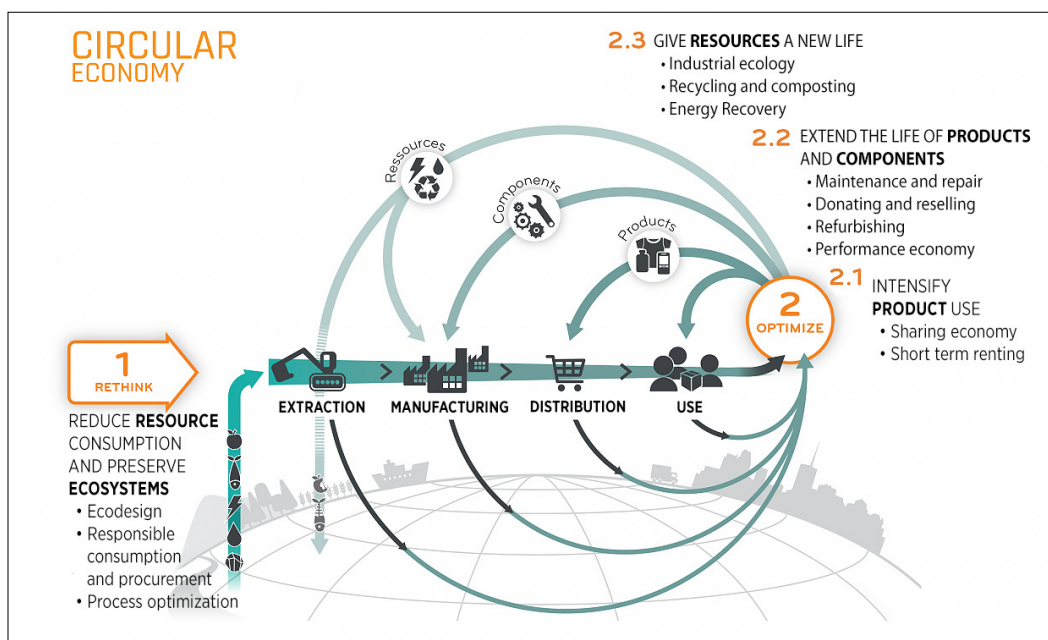 CIRCULAR
ECONOMY
2.3 GIVE RESOURCES A NEW LIFE
• Industrial ecology
• Recycling and composting
• Energy Recovery
2.2 EXTEND THE LIFE OF PRODUCTS
AND COMPONENTS
• Maintenance and repair
• Donating and reselling
• Refurbishing
• Performance economy
2.1 INTENSIFY
PRODUCT USE
• Sharing economy
• Short term renting
Ressources
Components
Products
2
OPTIMIZE
1
RETHINK
EXTRACTION
MANUFACTURING
DISTRIBUTION
USE
REDUCE RESOURCE
CONSUMPTION
AND PRESERVE
ECOSYSTEMS
• Ecodesign
• Responsible
consumption
and procurement
• Process optimization